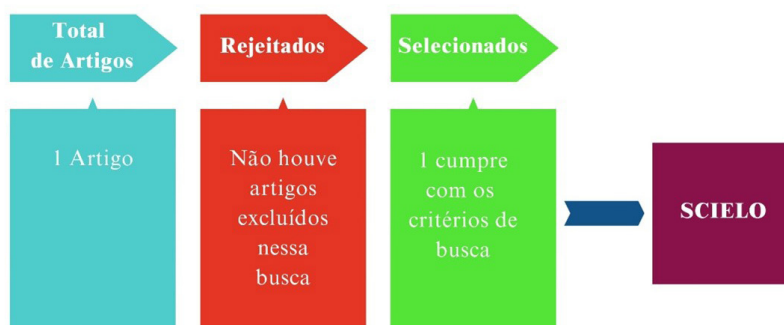 Total
de Artigos
Rejeitados
Selecionados
1 Artigo
Não houve
artigos
excluídos
nessa
busca
1 cumpre
com os
critérios de
busca
SCIELO